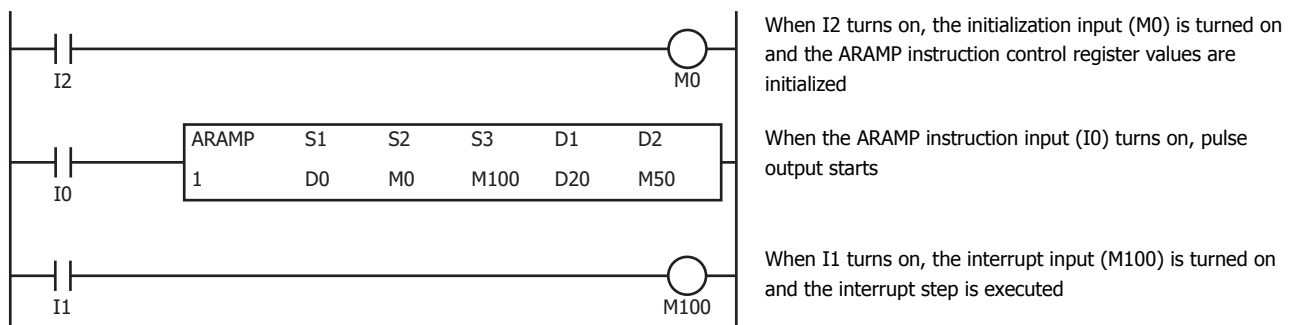 When I2 turns on, the initialization input (M0) is turned on
and the ARAMP instruction control register values are
initialized
I2
M0
ARAMP S1 S2 S3 D1 D2
1 D0 M0 M100 D20 M50
I0
When the ARAMP instruction input (I0) turns on, pulse
output starts
I1
M100
When I1 turns on, the interrupt input (M100) is turned on
and the interrupt step is executed